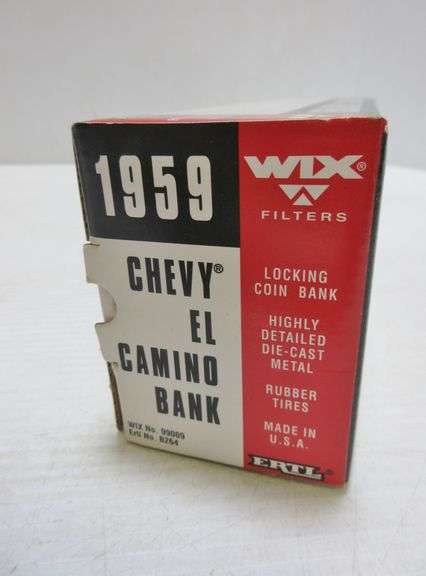 1959
CHEVY®
EL
CAMINO
BANK
WIX No. 99009
Ertl No. B264
WIX®
FILTERS
LOCKING
COIN BANK
HIGHLY
DETAILED
DIE-CAST
METAL
RUBBER
TIRES
MADE IN
U.S.A.
ERTL®